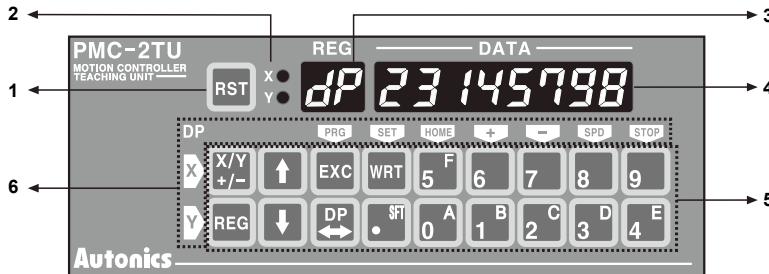 2 3
PMC-2TU REG DATA
MOTION CONTROLLER
TEACHING UNIT
1 RST X Y dP 23145798 4
DP PRG SET HOME + − SPD STOP
6 X X/Y +/− ↑ EXC WRT 5 F 6 7 8 9
5
Y REG ↓ DP ↔ • SFT 0 A 1 B 2 C 3 D 4 E
Autonics